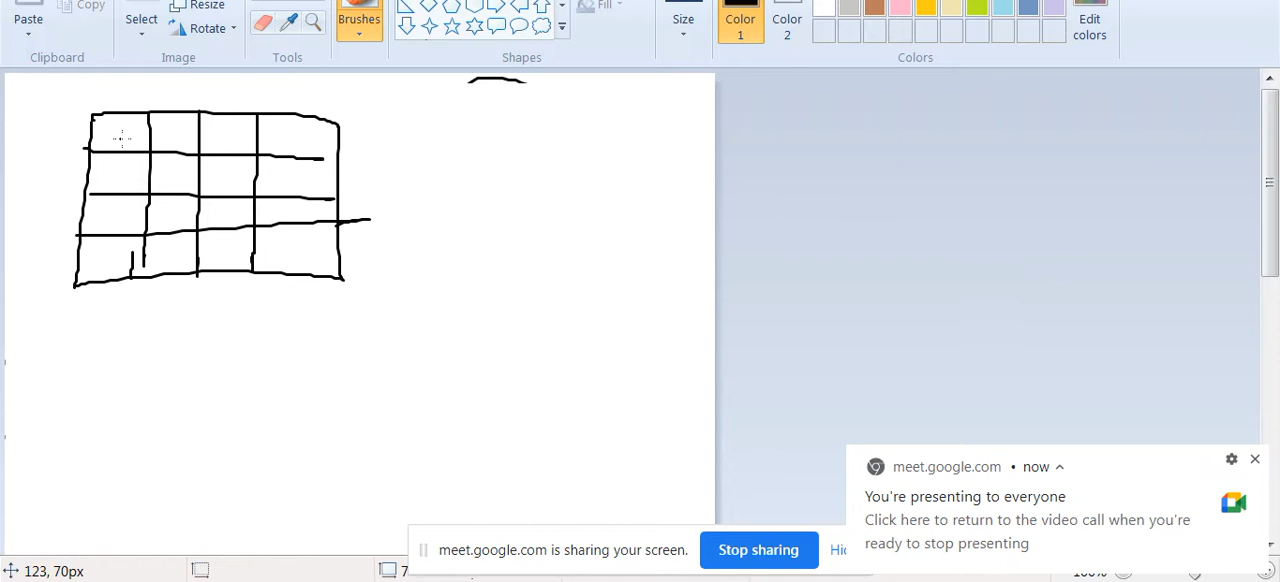 Paste
Copy
Clipboard
Select
Resize
Rotate
Image
Tools
Brushes
Fill
Shapes
Size
Color
1
Color
2
Edit
colors
Colors
meet.google.com • now
You're presenting to everyone
Click here to return to the video call when you're
ready to stop presenting
meet.google.com is sharing your screen.
Stop sharing
123, 70px